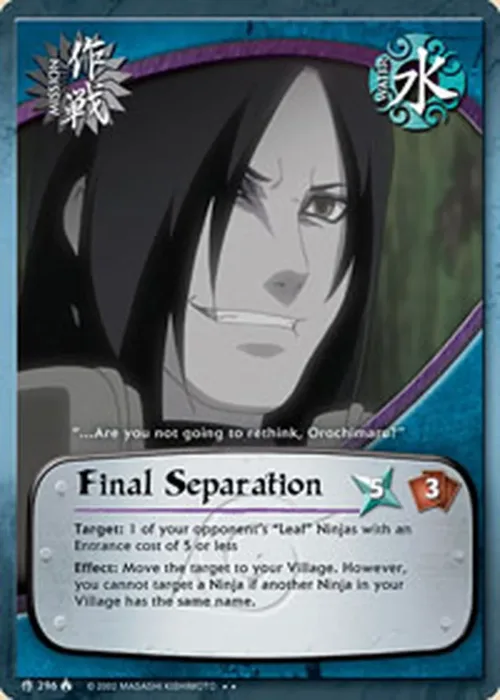 作戦
MISSION
水
WATER
"...Are you not going to rethink, Orochimaru?"
Final Separation
5
3
Target: 1 of your opponent's "Leaf" Ninjas with an
Entrance cost of 5 or less
Effect: Move the target to your Village. However,
you cannot target a Ninja if another Ninja in your
Village has the same name.
296
© 2002 MASASHI KISHIMOTO